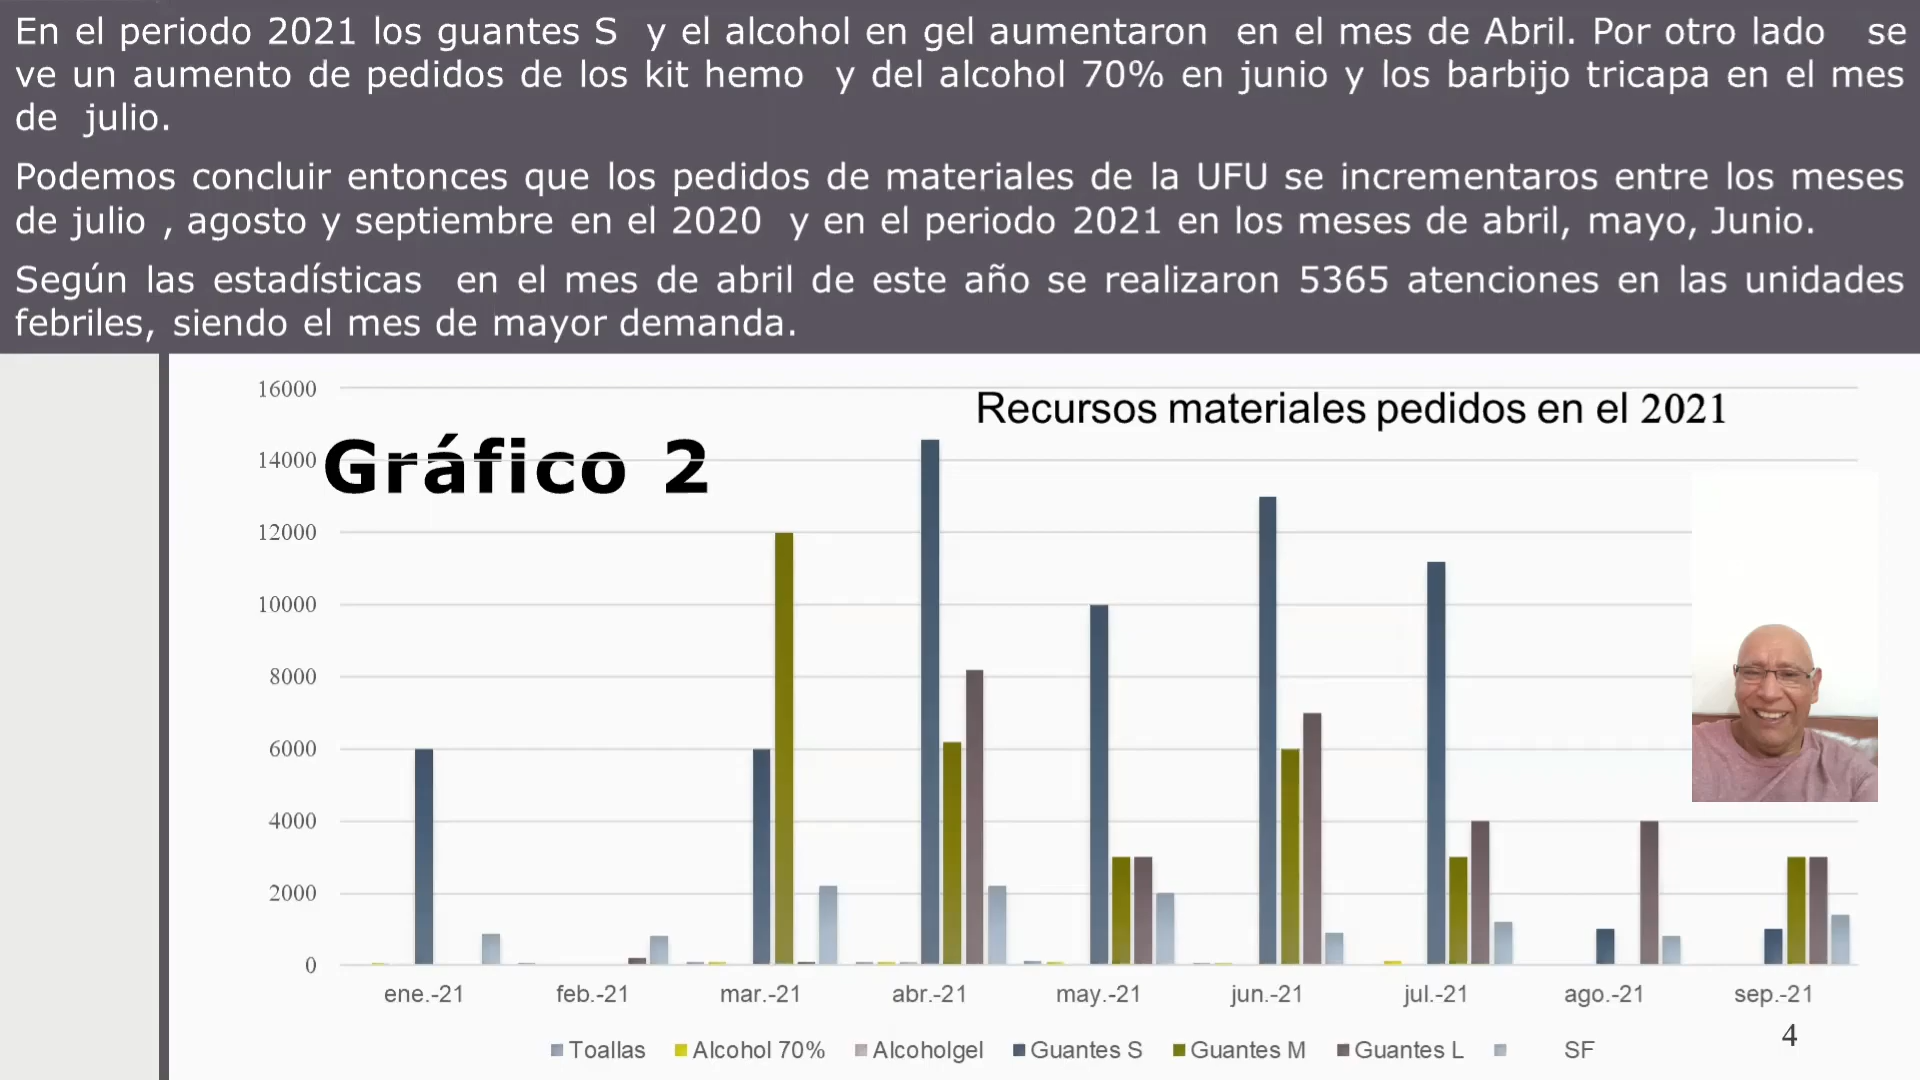 En el periodo 2021 los guantes S y el alcohol en gel aumentaron en el mes de Abril. Por otro lado se
ve un aumento de pedidos de los kit hemo y del alcohol 70% en junio y los barbijo tricapa en el mes
de julio.
Podemos concluir entonces que los pedidos de materiales de la UFU se incrementaros entre los meses
de julio , agosto y septiembre en el 2020 y en el periodo 2021 en los meses de abril, mayo, Junio.
Según las estadísticas en el mes de abril de este año se realizaron 5365 atenciones en las unidades
febriles, siendo el mes de mayor demanda.
Recursos materiales pedidos en el 2021
Gráfico 2
16000
14000
12000
10000
8000
6000
4000
2000
0
ene.-21 feb.-21 mar.-21 abr.-21 may.-21 jun.-21 jul.-21 ago.-21 sep.-21
Toallas Alcohol 70% Alcoholgel Guantes S Guantes M Guantes L SF
4